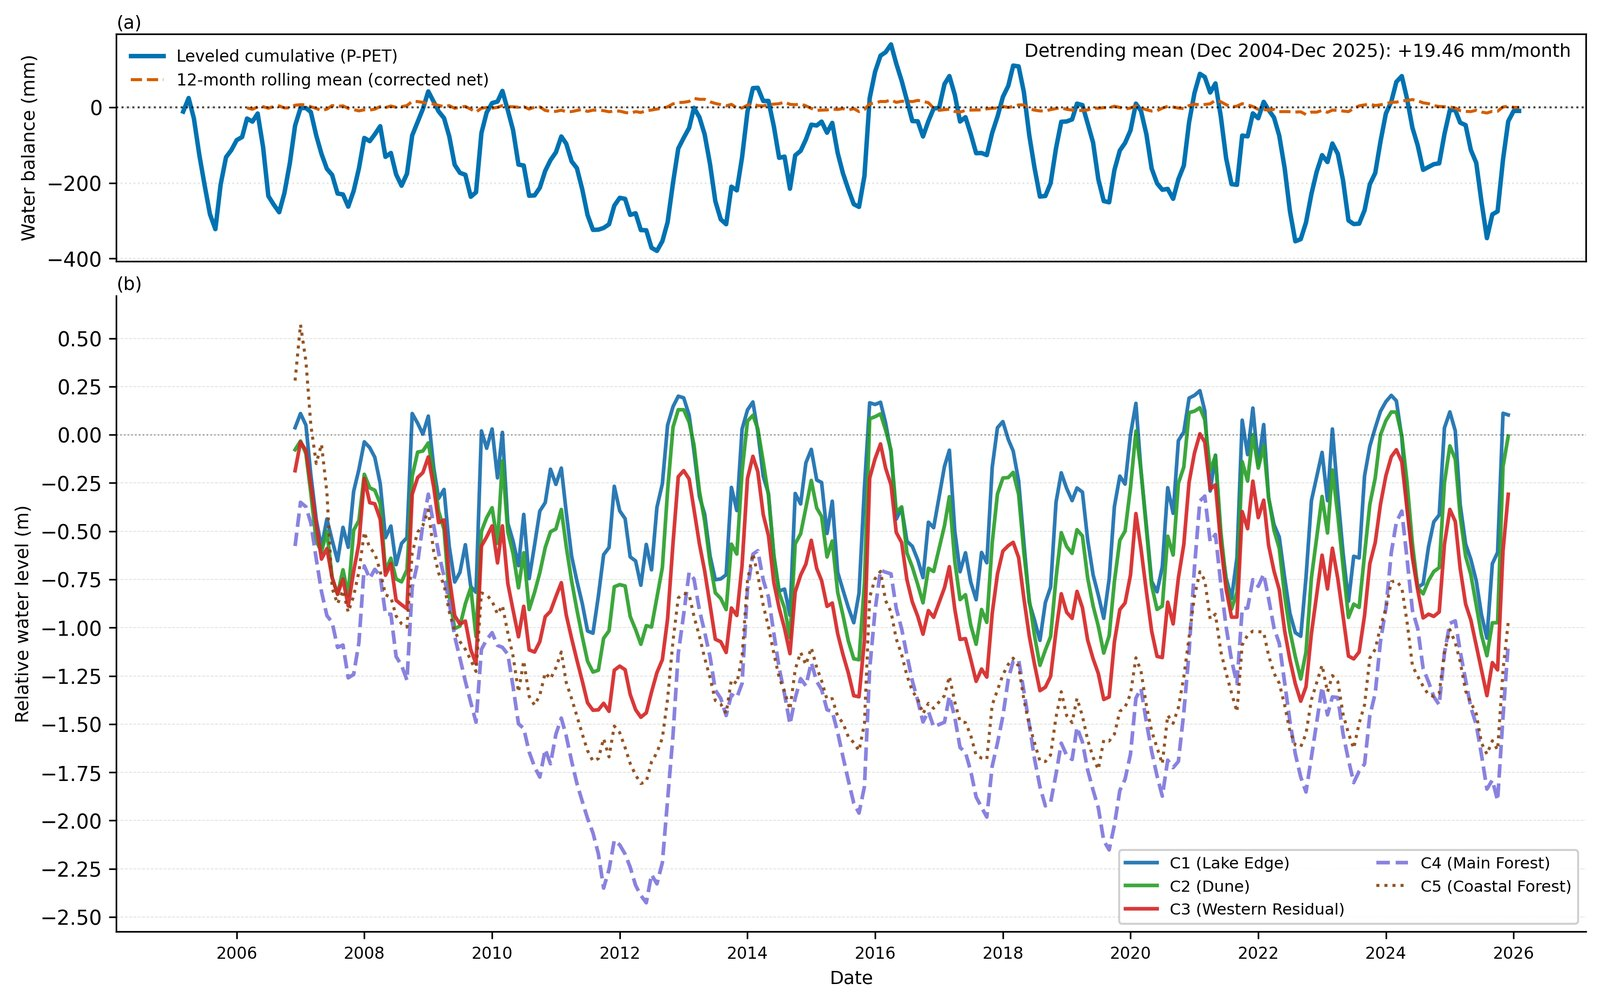 (a)
Leveled cumulative (P-PET)
12-month rolling mean (corrected net)
Detrending mean (Dec 2004-Dec 2025): +19.46 mm/month
Water balance (mm)
0
−200
−400
(b)
Relative water level (m)
0.50
0.25
0.00
−0.25
−0.50
−0.75
−1.00
−1.25
−1.50
−1.75
−2.00
−2.25
−2.50
C1 (Lake Edge)
C2 (Dune)
C3 (Western Residual)
C4 (Main Forest)
C5 (Coastal Forest)
2006 2008 2010 2012 2014 2016 2018 2020 2022 2024 2026
Date